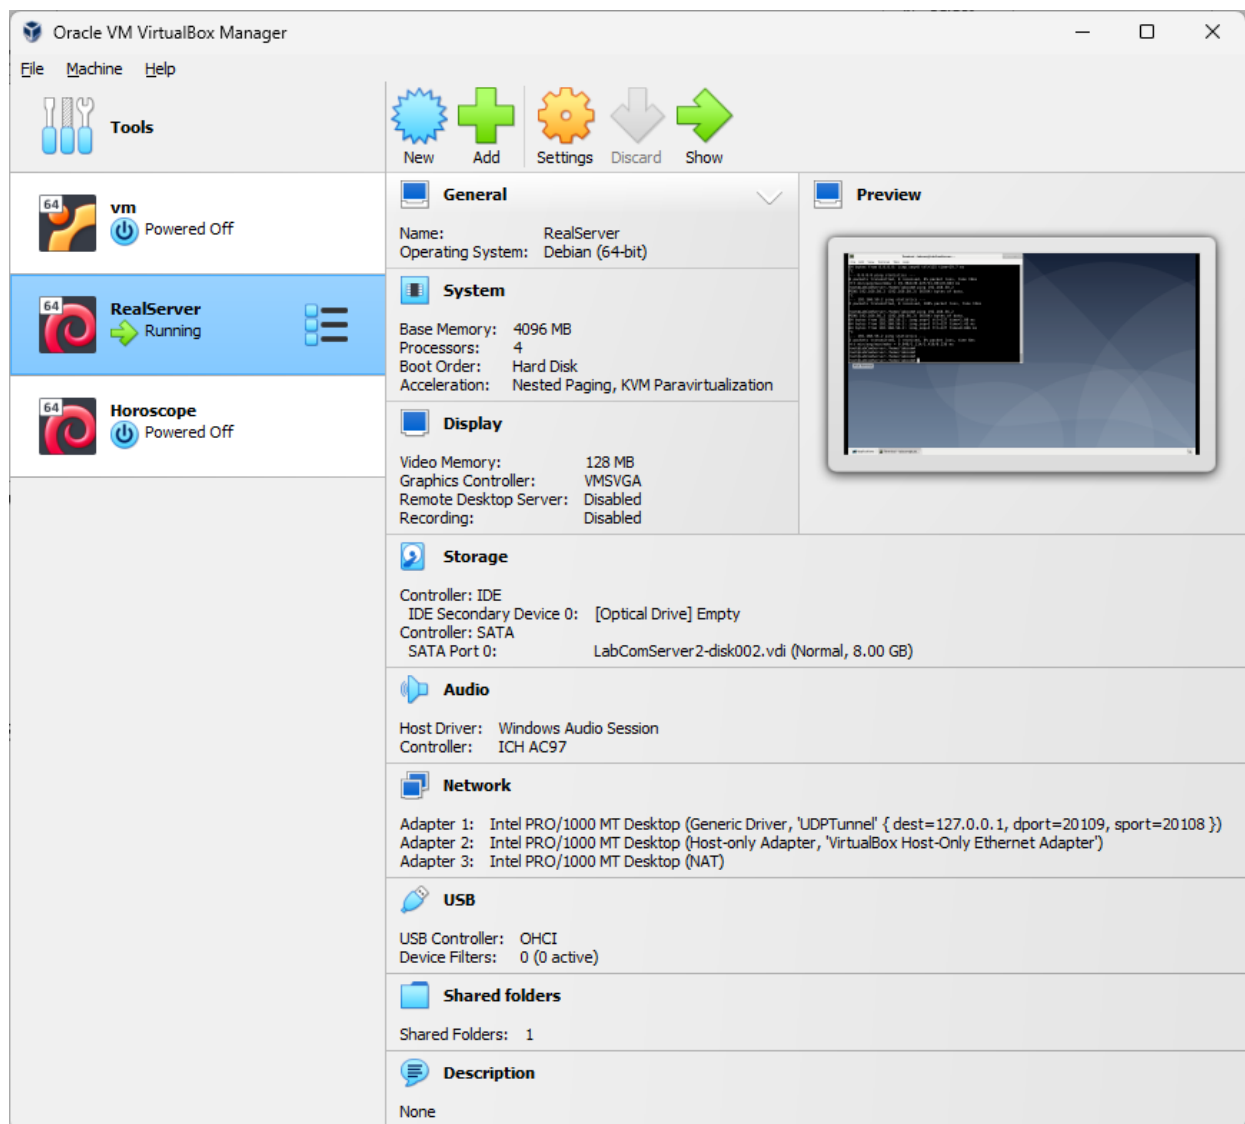 Oracle VM VirtualBox Manager
File Machine Help
Tools
New Add Settings Discard Show
64
vm
Powered Off
64
RealServer
Running
64
Horoscope
Powered Off
General
Name: RealServer
Operating System: Debian (64-bit)
System
Base Memory: 4096 MB
Processors: 4
Boot Order: Hard Disk
Acceleration: Nested Paging, KVM Paravirtualization
Display
Video Memory: 128 MB
Graphics Controller: VMSVGA
Remote Desktop Server: Disabled
Recording: Disabled
Preview
Storage
Controller: IDE
IDE Secondary Device 0: [Optical Drive] Empty
Controller: SATA
SATA Port 0: LabComServer2-disk002.vdi (Normal, 8.00 GB)
Audio
Host Driver: Windows Audio Session
Controller: ICH AC97
Network
Adapter 1: Intel PRO/1000 MT Desktop (Generic Driver, 'UDPTunnel' { dest=127.0.0.1, dport=20109, sport=20108 })
Adapter 2: Intel PRO/1000 MT Desktop (Host-only Adapter, 'VirtualBox Host-Only Ethernet Adapter')
Adapter 3: Intel PRO/1000 MT Desktop (NAT)
USB
USB Controller: OHCI
Device Filters: 0 (0 active)
Shared folders
Shared Folders: 1
Description
None